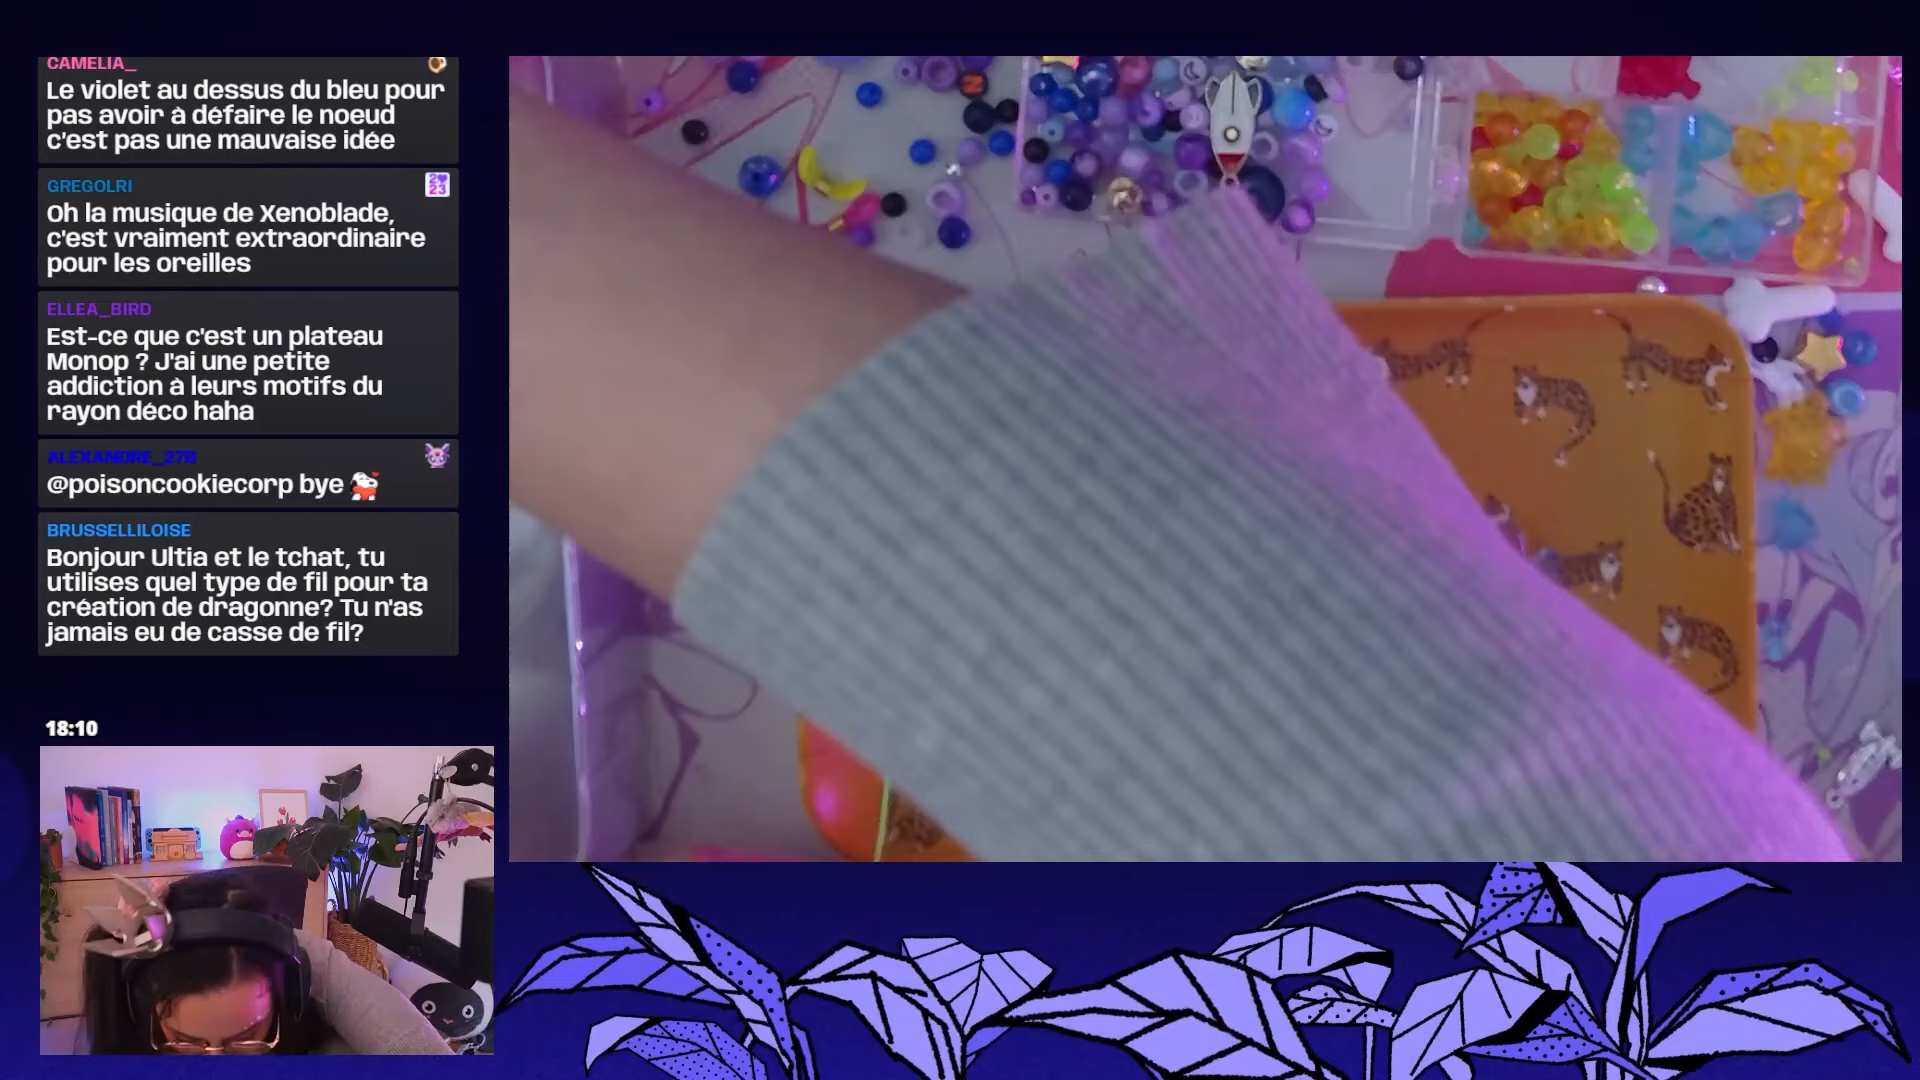 CAMELIA_
Le violet au dessus du bleu pour
pas avoir à défaire le noeud
c'est pas une mauvaise idée
GREGOLRI
2♥
23
Oh la musique de Xenoblade,
c'est vraiment extraordinaire
pour les oreilles
ELLEA_BIRD
Est-ce que c'est un plateau
Monop ? J'ai une petite
addiction à leurs motifs du
rayon déco haha
ALEXANDRE_27B
@poisoncookiecorp bye
BRUSSELLILOISE
Bonjour Ultia et le tchat, tu
utilises quel type de fil pour ta
création de dragonne? Tu n'as
jamais eu de casse de fil?
18:10